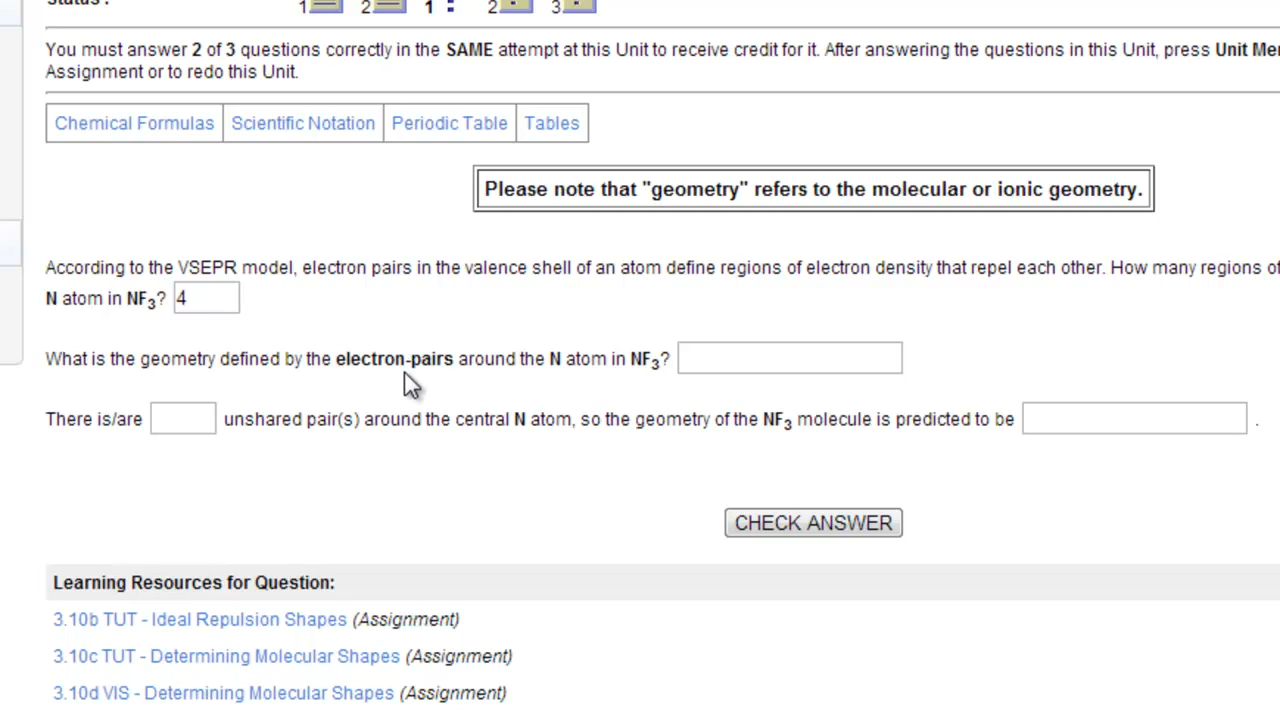 Status :
1 2 1 : 2 3
You must answer 2 of 3 questions correctly in the SAME attempt at this Unit to receive credit for it. After answering the questions in this Unit, press Unit
Assignment or to redo this Unit.
Chemical Formulas Scientific Notation Periodic Table Tables
Please note that "geometry" refers to the molecular or ionic geometry.
According to the VSEPR model, electron pairs in the valence shell of an atom define regions of electron density that repel each other. How many regions of
N atom in NF3? 4
What is the geometry defined by the electron-pairs around the N atom in NF3?
There is/are unshared pair(s) around the central N atom, so the geometry of the NF3 molecule is predicted to be .
CHECK ANSWER
Learning Resources for Question:
3.10b TUT - Ideal Repulsion Shapes (Assignment)
3.10c TUT - Determining Molecular Shapes (Assignment)
3.10d VIS - Determining Molecular Shapes (Assignment)